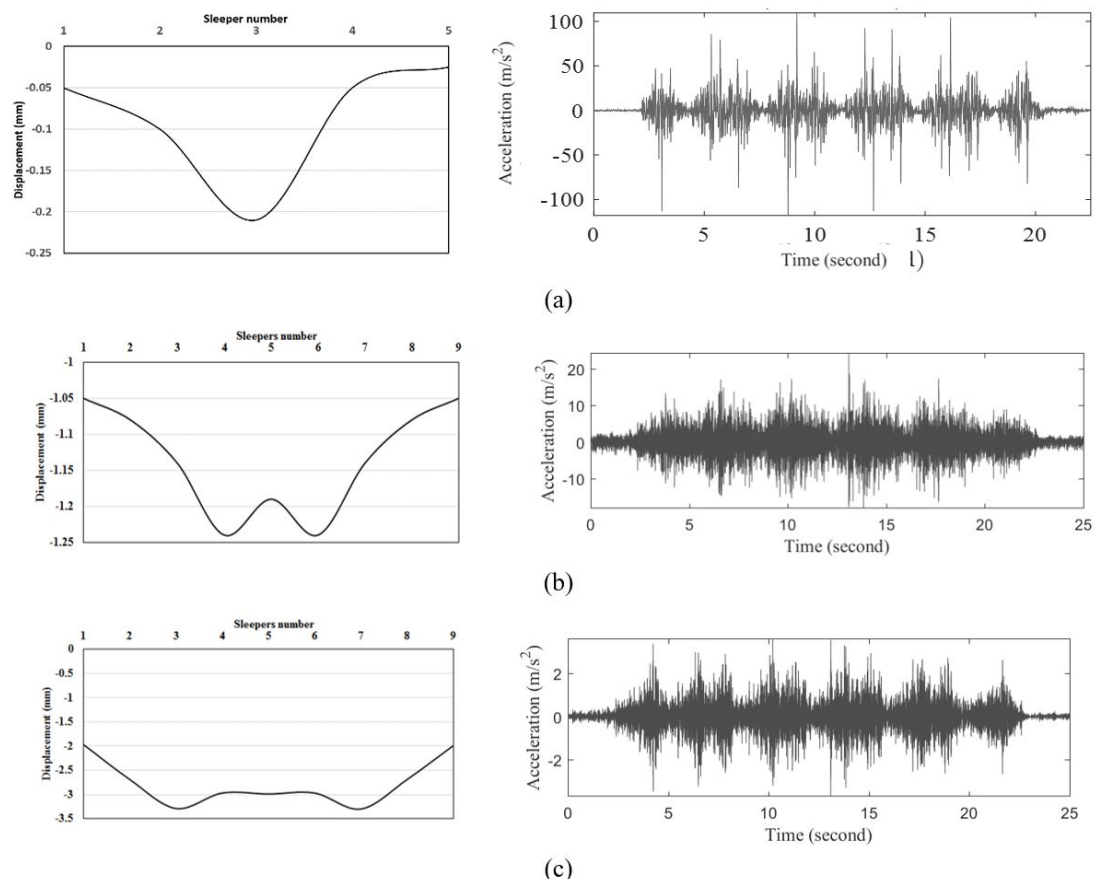 Sleeper number
1 2 3 4 5
0
-0.05
-0.1
-0.15
-0.2
-0.25
Displacement (mm)
100
50
0
-50
-100
Acceleration (m/s²)
0 5 10 15 20
Time (second) l)
(a)
Sleepers number
1 2 3 4 5 6 7 8 9
-1
-1.05
-1.1
-1.15
-1.2
-1.25
Displacement (mm)
20
10
0
-10
Acceleration (m/s²)
0 5 10 15 20 25
Time (second)
(b)
Sleepers number
1 2 3 4 5 6 7 8 9
0
-0.5
-1
-1.5
-2
-2.5
-3
-3.5
Displacement (mm)
2
0
-2
Acceleration (m/s²)
0 5 10 15 20 25
Time (second)
(c)